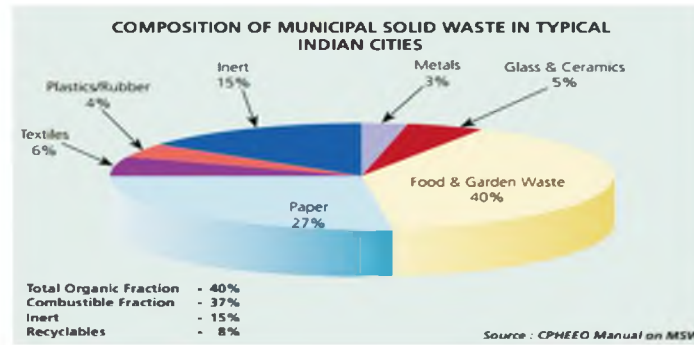 COMPOSITION OF MUNICIPAL SOLID WASTE IN TYPICAL
INDIAN CITIES
Inert
15%
Metals
3%
Glass & Ceramics
5%
Plastics/Rubber
4%
Textiles
6%
Food & Garden Waste
40%
Paper
27%
Total Organic Fraction - 40%
Combustible Fraction - 37%
Inert - 15%
Recyclables - 8%
Source : CPHEEO Manual on MSW